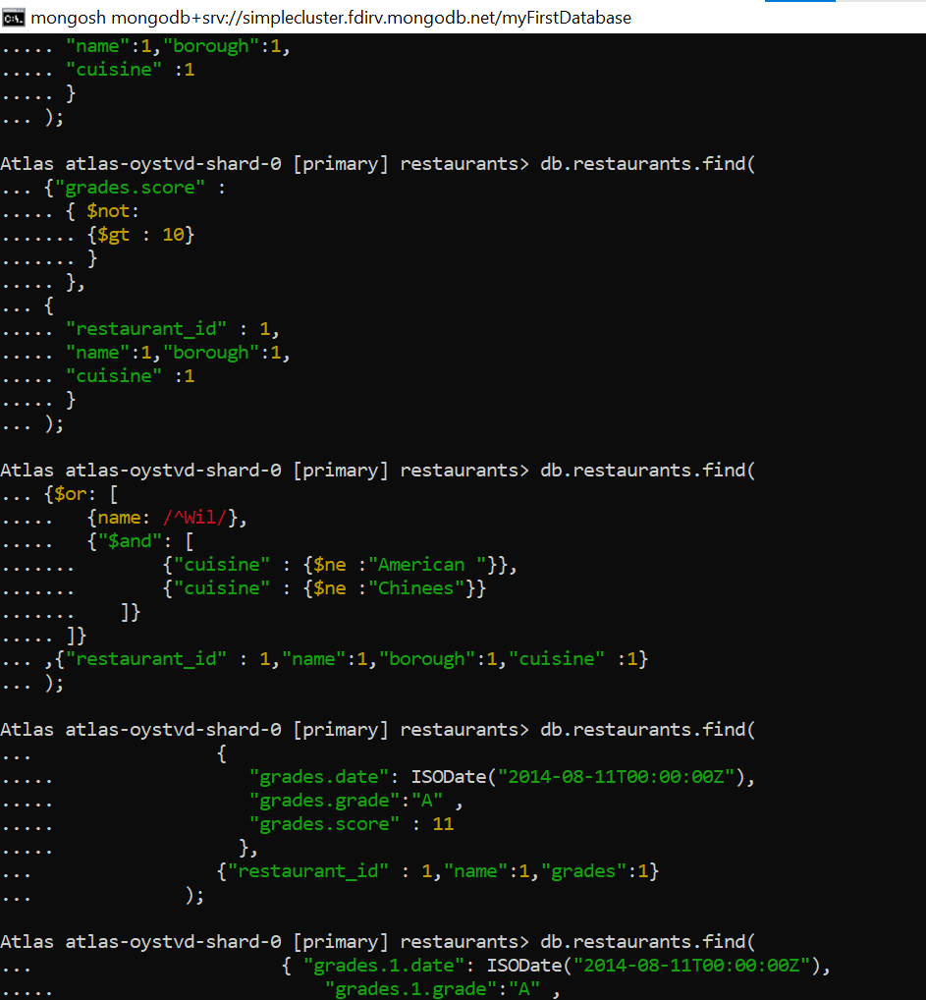 mongosh mongodb+srv://simplecluster.fdirv.mongodb.net/myFirstDatabase
..... "name":1,"borough":1,
..... "cuisine" :1
..... }
... );
Atlas atlas-oystvd-shard-0 [primary] restaurants> db.restaurants.find(
... {"grades.score" :
..... { $not:
....... {$gt : 10}
....... }
..... },
... {
..... "restaurant_id" : 1,
..... "name":1,"borough":1,
..... "cuisine" :1
..... }
... );
Atlas atlas-oystvd-shard-0 [primary] restaurants> db.restaurants.find(
... {$or: [
..... {name: /^Wil/},
..... {"$and": [
....... {"cuisine" : {$ne :"American "}},
....... {"cuisine" : {$ne :"Chinees"}}
....... ]}
..... ]}
... ,{"restaurant_id" : 1,"name":1,"borough":1,"cuisine" :1}
... );
Atlas atlas-oystvd-shard-0 [primary] restaurants> db.restaurants.find(
... {
..... "grades.date": ISODate("2014-08-11T00:00:00Z"),
..... "grades.grade":"A" ,
..... "grades.score" : 11
..... },
... {"restaurant_id" : 1,"name":1,"grades":1}
... );
Atlas atlas-oystvd-shard-0 [primary] restaurants> db.restaurants.find(
... { "grades.1.date": ISODate("2014-08-11T00:00:00Z"),
..... "grades.1.grade":"A" ,